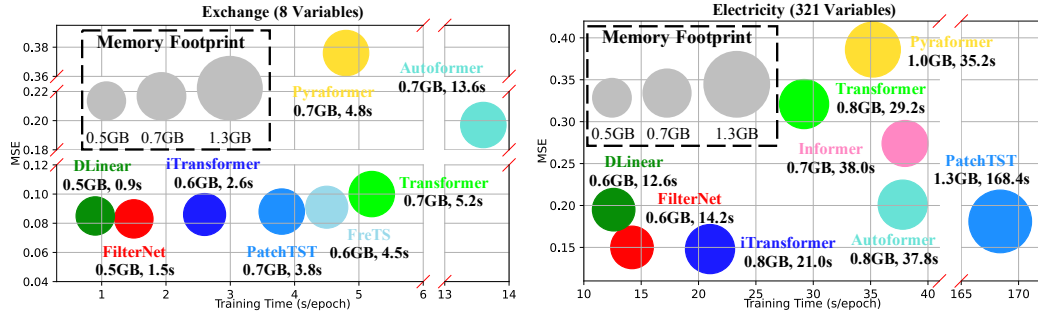 Exchange (8 Variables)
Memory Footprint
0.5GB 0.7GB 1.3GB
Pyraformer
0.7GB, 4.8s
Autoformer
0.7GB, 13.6s
DLinear
0.5GB, 0.9s
iTransformer
0.6GB, 2.6s
Transformer
0.7GB, 5.2s
FilterNet
0.5GB, 1.5s
PatchTST
0.7GB, 3.8s
FreTS
0.6GB, 4.5s
MSE
0.38
0.36
0.20
0.12
0.10
0.08
0.06
0.04
1 2 3 4 5 6 13 14
Training Time (s/epoch)
Electricity (321 Variables)
Memory Footprint
0.5GB 0.7GB 1.3GB
Pyraformer
1.0GB, 35.2s
Transformer
0.8GB, 29.2s
Informer
0.7GB, 38.0s
DLinear
0.6GB, 12.6s
PatchTST
1.3GB, 168.4s
FilterNet
0.6GB, 14.2s
iTransformer
0.8GB, 21.0s
Autoformer
0.8GB, 37.8s
MSE
0.40
0.35
0.30
0.25
0.20
0.15
10 15 20 25 30 35 40 165 170
Training Time (s/epoch)